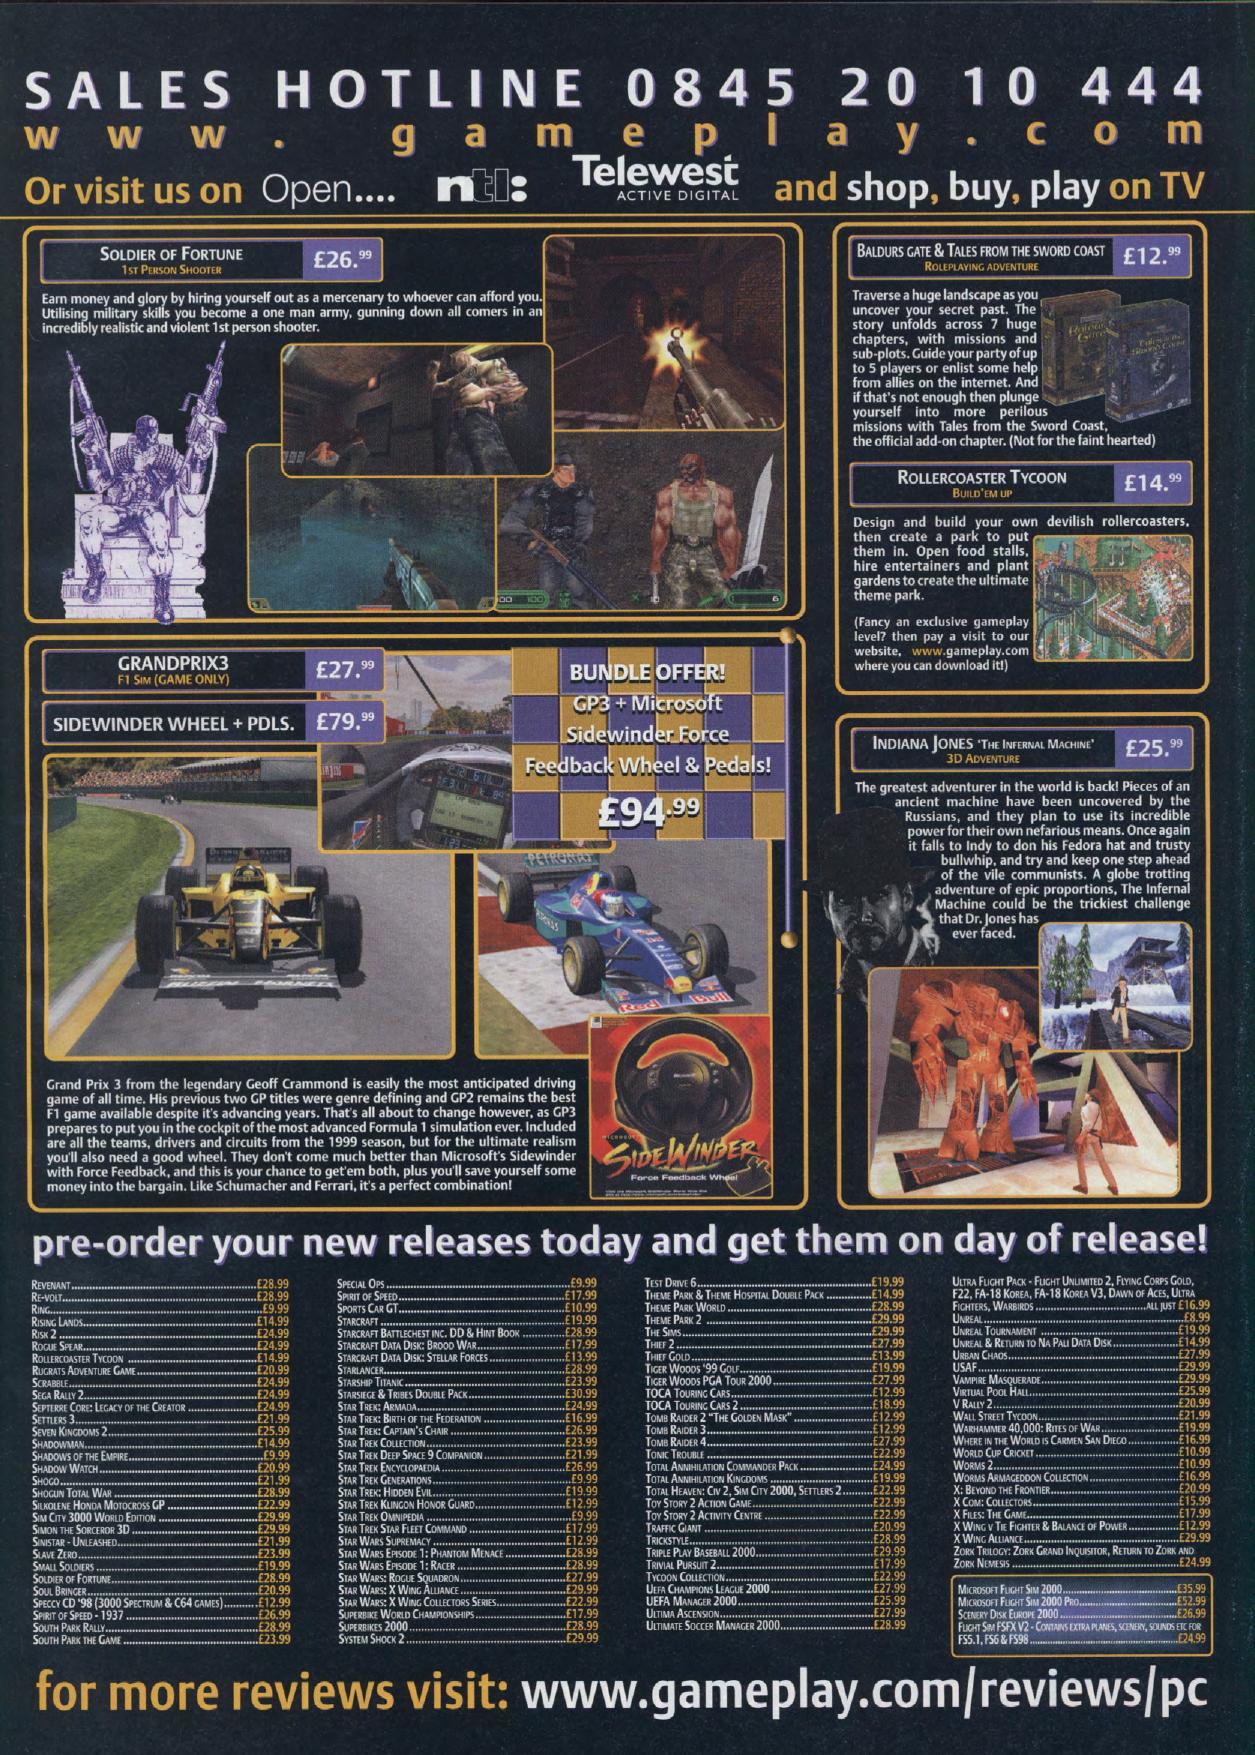 SALES HOTLINE 0845 20 10 444
www.gameplay.com
Or visit us on Open.... ntl: Telewest ACTIVE DIGITAL and shop, buy, play on TV
SOLDIER OF FORTUNE
1ST PERSON SHOOTER
£26.99
Earn money and glory by hiring yourself out as a mercenary to whoever can afford you.
Utilising military skills you become a one man army, gunning down all comers in an
incredibly realistic and violent 1st person shooter.
BALDURS GATE & TALES FROM THE SWORD COAST
ROLEPLAYING ADVENTURE
£12.99
Traverse a huge landscape as you
uncover your secret past. The
story unfolds across 7 huge
chapters, with missions and
sub-plots. Guide your party of up
to 5 players or enlist some help
from allies on the internet. And
if that's not enough then plunge
yourself into more perilous
missions with Tales from the Sword Coast,
the official add-on chapter. (Not for the faint hearted)
ROLLERCOASTER TYCOON
BUILD'EM UP
£14.99
Design and build your own devilish rollercoasters,
then create a park to put
them in. Open food stalls,
hire entertainers and plant
gardens to create the ultimate
theme park.
(Fancy an exclusive gameplay
level? then pay a visit to our
website, www.gameplay.com
where you can download it!)
GRANDPRIX3
F1 SIM (GAME ONLY)
£27.99
SIDEWINDER WHEEL + PDLS. £79.99
BUNDLE OFFER!
GP3 + Microsoft
Sidewinder Force
Feedback Wheel & Pedals!
£94.99
PETRONAS
Red Bull
MICROSOFT
SIDEWINDER
Force Feedback Wheel
Grand Prix 3 from the legendary Geoff Crammond is easily the most anticipated driving
game of all time. His previous two GP titles were genre defining and GP2 remains the best
F1 game available despite it's advancing years. That's all about to change however, as GP3
prepares to put you in the cockpit of the most advanced Formula 1 simulation ever. Included
are all the teams, drivers and circuits from the 1999 season, but for the ultimate realism
you'll also need a good wheel. They don't come much better than Microsoft's Sidewinder
with Force Feedback, and this is your chance to get'em both, plus you'll save yourself some
money into the bargain. Like Schumacher and Ferrari, it's a perfect combination!
INDIANA JONES 'THE INFERNAL MACHINE'
3D ADVENTURE
£25.99
The greatest adventurer in the world is back! Pieces of an
ancient machine have been uncovered by the
Russians, and they plan to use its incredible
power for their own nefarious means. Once again
it falls to Indy to don his Fedora hat and trusty
bullwhip, and try and keep one step ahead
of the vile communists. A globe trotting
adventure of epic proportions, The Infernal
Machine could be the trickiest challenge
that Dr. Jones has
ever faced.
pre-order your new releases today and get them on day of release!
REVENANT £28.99
RE-VOLT £28.99
RING £9.99
RISING LANDS £14.99
RISK 2 £24.99
ROGUE SPEAR £24.99
ROLLERCOASTER TYCOON £14.99
RUGRATS ADVENTURE GAME £20.99
SCRABBLE £24.99
SEGA RALLY 2 £24.99
SEPTERRE CORE: LEGACY OF THE CREATOR £24.99
SETTLERS 3 £21.99
SEVEN KINGDOMS 2 £25.99
SHADOWMAN £14.99
SHADOWS OF THE EMPIRE £9.99
SHADOW WATCH £20.99
SHOGO £21.99
SHOGUN TOTAL WAR £28.99
SILKOLENE HONDA MOTOCROSS GP £22.99
SIM CITY 3000 WORLD EDITION £29.99
SIMON THE SORCEROR 3D £29.99
SINISTAR - UNLEASHED £21.99
SLAVE ZERO £23.99
SMALL SOLDIERS £19.99
SOLDIER OF FORTUNE £28.99
SOUL BRINGER £20.99
SPECCY CD '98 (3000 SPECTRUM & C64 GAMES) £12.99
SPIRIT OF SPEED - 1937 £26.99
SOUTH PARK RALLY £28.99
SOUTH PARK THE GAME £23.99
SPECIAL OPS £9.99
SPIRIT OF SPEED £17.99
SPORTS CAR GT £10.99
STARCRAFT £19.99
STARCRAFT BATTLECHEST INC. DD & HINT BOOK £28.99
STARCRAFT DATA DISK: BROOD WAR £17.99
STARCRAFT DATA DISK: STELLAR FORCES £13.99
STARLANCER £28.99
STARSHIP TITANIC £23.99
STARSIEGE & TRIBES DOUBLE PACK £30.99
STAR TREK: ARMADA £24.99
STAR TREK: BIRTH OF THE FEDERATION £16.99
STAR TREK: CAPTAIN'S CHAIR £26.99
STAR TREK COLLECTION £23.99
STAR TREK DEEP SPACE 9 COMPANION £21.99
STAR TREK ENCYCLOPAEDIA £26.99
STAR TREK GENERATIONS £9.99
STAR TREK: HIDDEN EVIL £19.99
STAR TREK KLINGON HONOR GUARD £12.99
STAR TREK OMNIPEDIA £9.99
STAR TREK STAR FLEET COMMAND £17.99
STAR WARS SUPREMACY £12.99
STAR WARS EPISODE 1: PHANTOM MENACE £28.99
STAR WARS EPISODE 1: RACER £28.99
STAR WARS: ROGUE SQUADRON £27.99
STAR WARS: X WING ALLIANCE £29.99
STAR WARS: X WING COLLECTORS SERIES £22.99
SUPERBIKE WORLD CHAMPIONSHIPS £17.99
SUPERBIKES 2000 £28.99
SYSTEM SHOCK 2 £29.99
TEST DRIVE 6 £19.99
THEME PARK & THEME HOSPITAL DOUBLE PACK £14.99
THEME PARK WORLD £28.99
THEME PARK 2 £29.99
THE SIMS £29.99
THIEF 2 £27.99
THIEF GOLD £13.99
TIGER WOODS '99 GOLF £19.99
TIGER WOODS PGA TOUR 2000 £27.99
TOCA TOURING CARS £12.99
TOCA TOURING CARS 2 £18.99
TOMB RAIDER 2 "THE GOLDEN MASK" £12.99
TOMB RAIDER 3 £12.99
TOMB RAIDER 4 £27.99
TONIC TROUBLE £22.99
TOTAL ANNIHILATION COMMANDER PACK £24.99
TOTAL ANNIHILATION KINGDOMS £19.99
TOTAL HEAVEN: CIV 2, SIM CITY 2000, SETTLERS 2 £22.99
TOY STORY 2 ACTION GAME £22.99
TOY STORY 2 ACTIVITY CENTRE £22.99
TRAFFIC GIANT £20.99
TRICKSTYLE £28.99
TRIPLE PLAY BASEBALL 2000 £29.99
TRIVIAL PURSUIT 2 £17.99
TYCOON COLLECTION £22.99
UEFA CHAMPIONS LEAGUE 2000 £27.99
UEFA MANAGER 2000 £25.99
ULTIMA ASCENSION £27.99
ULTIMATE SOCCER MANAGER 2000 £28.99
ULTRA FLIGHT PACK - FLIGHT UNLIMITED 2, FLYING CORPS GOLD,
F22, FA-18 KOREA, FA-18 KOREA V3, DAWN OF ACES, ULTRA
FIGHTERS, WARBIRDS ALL JUST £16.99
UNREAL £8.99
UNREAL TOURNAMENT £19.99
UNREAL & RETURN TO NA PALI DATA DISK £14.99
URBAN CHAOS £27.99
USAF £29.99
VAMPIRE MASQUERADE £29.99
VIRTUAL POOL HALL £25.99
V RALLY 2 £20.99
WALL STREET TYCOON £21.99
WARHAMMER 40,000: RITES OF WAR £19.99
WHERE IN THE WORLD IS CARMEN SAN DIEGO £16.99
WORLD CUP CRICKET £10.99
WORMS 2 £10.99
WORMS ARMAGEDDON COLLECTION £16.99
X: BEYOND THE FRONTIER £20.99
X COM: COLLECTORS £15.99
X FILES: THE GAME £17.99
X WING V TIE FIGHTER & BALANCE OF POWER £12.99
X WING ALLIANCE £29.99
ZORK TRILOGY: ZORK GRAND INQUISITOR, RETURN TO ZORK AND
ZORK NEMESIS £24.99
MICROSOFT FLIGHT SIM 2000 £35.99
MICROSOFT FLIGHT SIM 2000 PRO £52.99
SCENERY DISK EUROPE 2000 £26.99
FLIGHT SIM FSFX V2 - CONTAINS EXTRA PLANES, SCENERY, SOUNDS ETC FOR
FS5.1, FS6 & FS98 £24.99
for more reviews visit: www.gameplay.com/reviews/pc